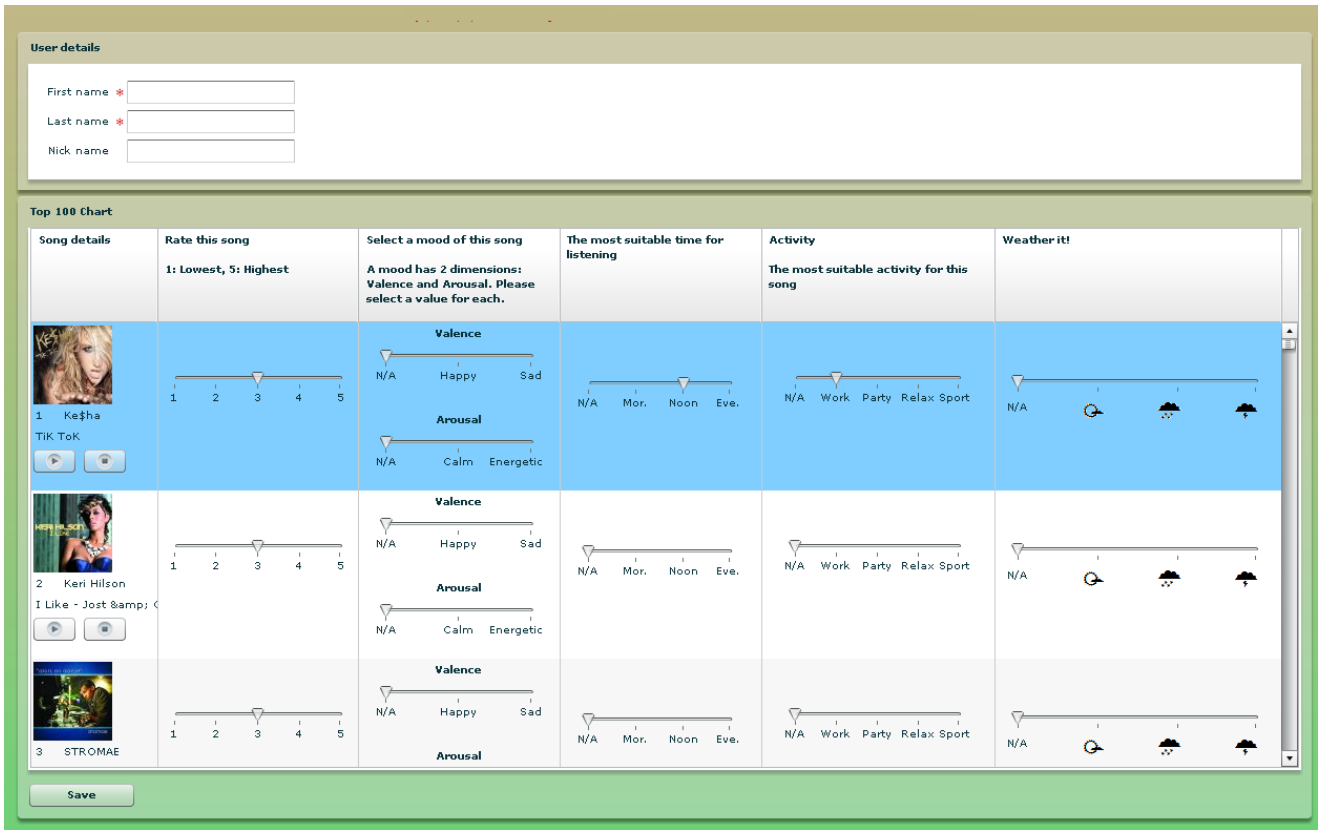 User details
First name *
Last name *
Nick name
Top 100 Chart
Song details
Rate this song
1: Lowest, 5: Highest
Select a mood of this song
A mood has 2 dimensions:
Valence and Arousal. Please
select a value for each.
The most suitable time for
listening
Activity
The most suitable activity for this
song
Weather it!
KE$HA
1 Ke$ha
TiK ToK
1 2 3 4 5
Valence
N/A Happy Sad
Arousal
N/A Calm Energetic
N/A Mor. Noon Eve.
N/A Work Party Relax Sport
N/A
KERI HILSON
I LIKE
2 Keri Hilson
I Like - Jost &amp; 
1 2 3 4 5
Valence
N/A Happy Sad
Arousal
N/A Calm Energetic
N/A Mor. Noon Eve.
N/A Work Party Relax Sport
N/A
stromae
3 STROMAE
1 2 3 4 5
Valence
N/A Happy Sad
Arousal
N/A Mor. Noon Eve.
N/A Work Party Relax Sport
N/A
Save